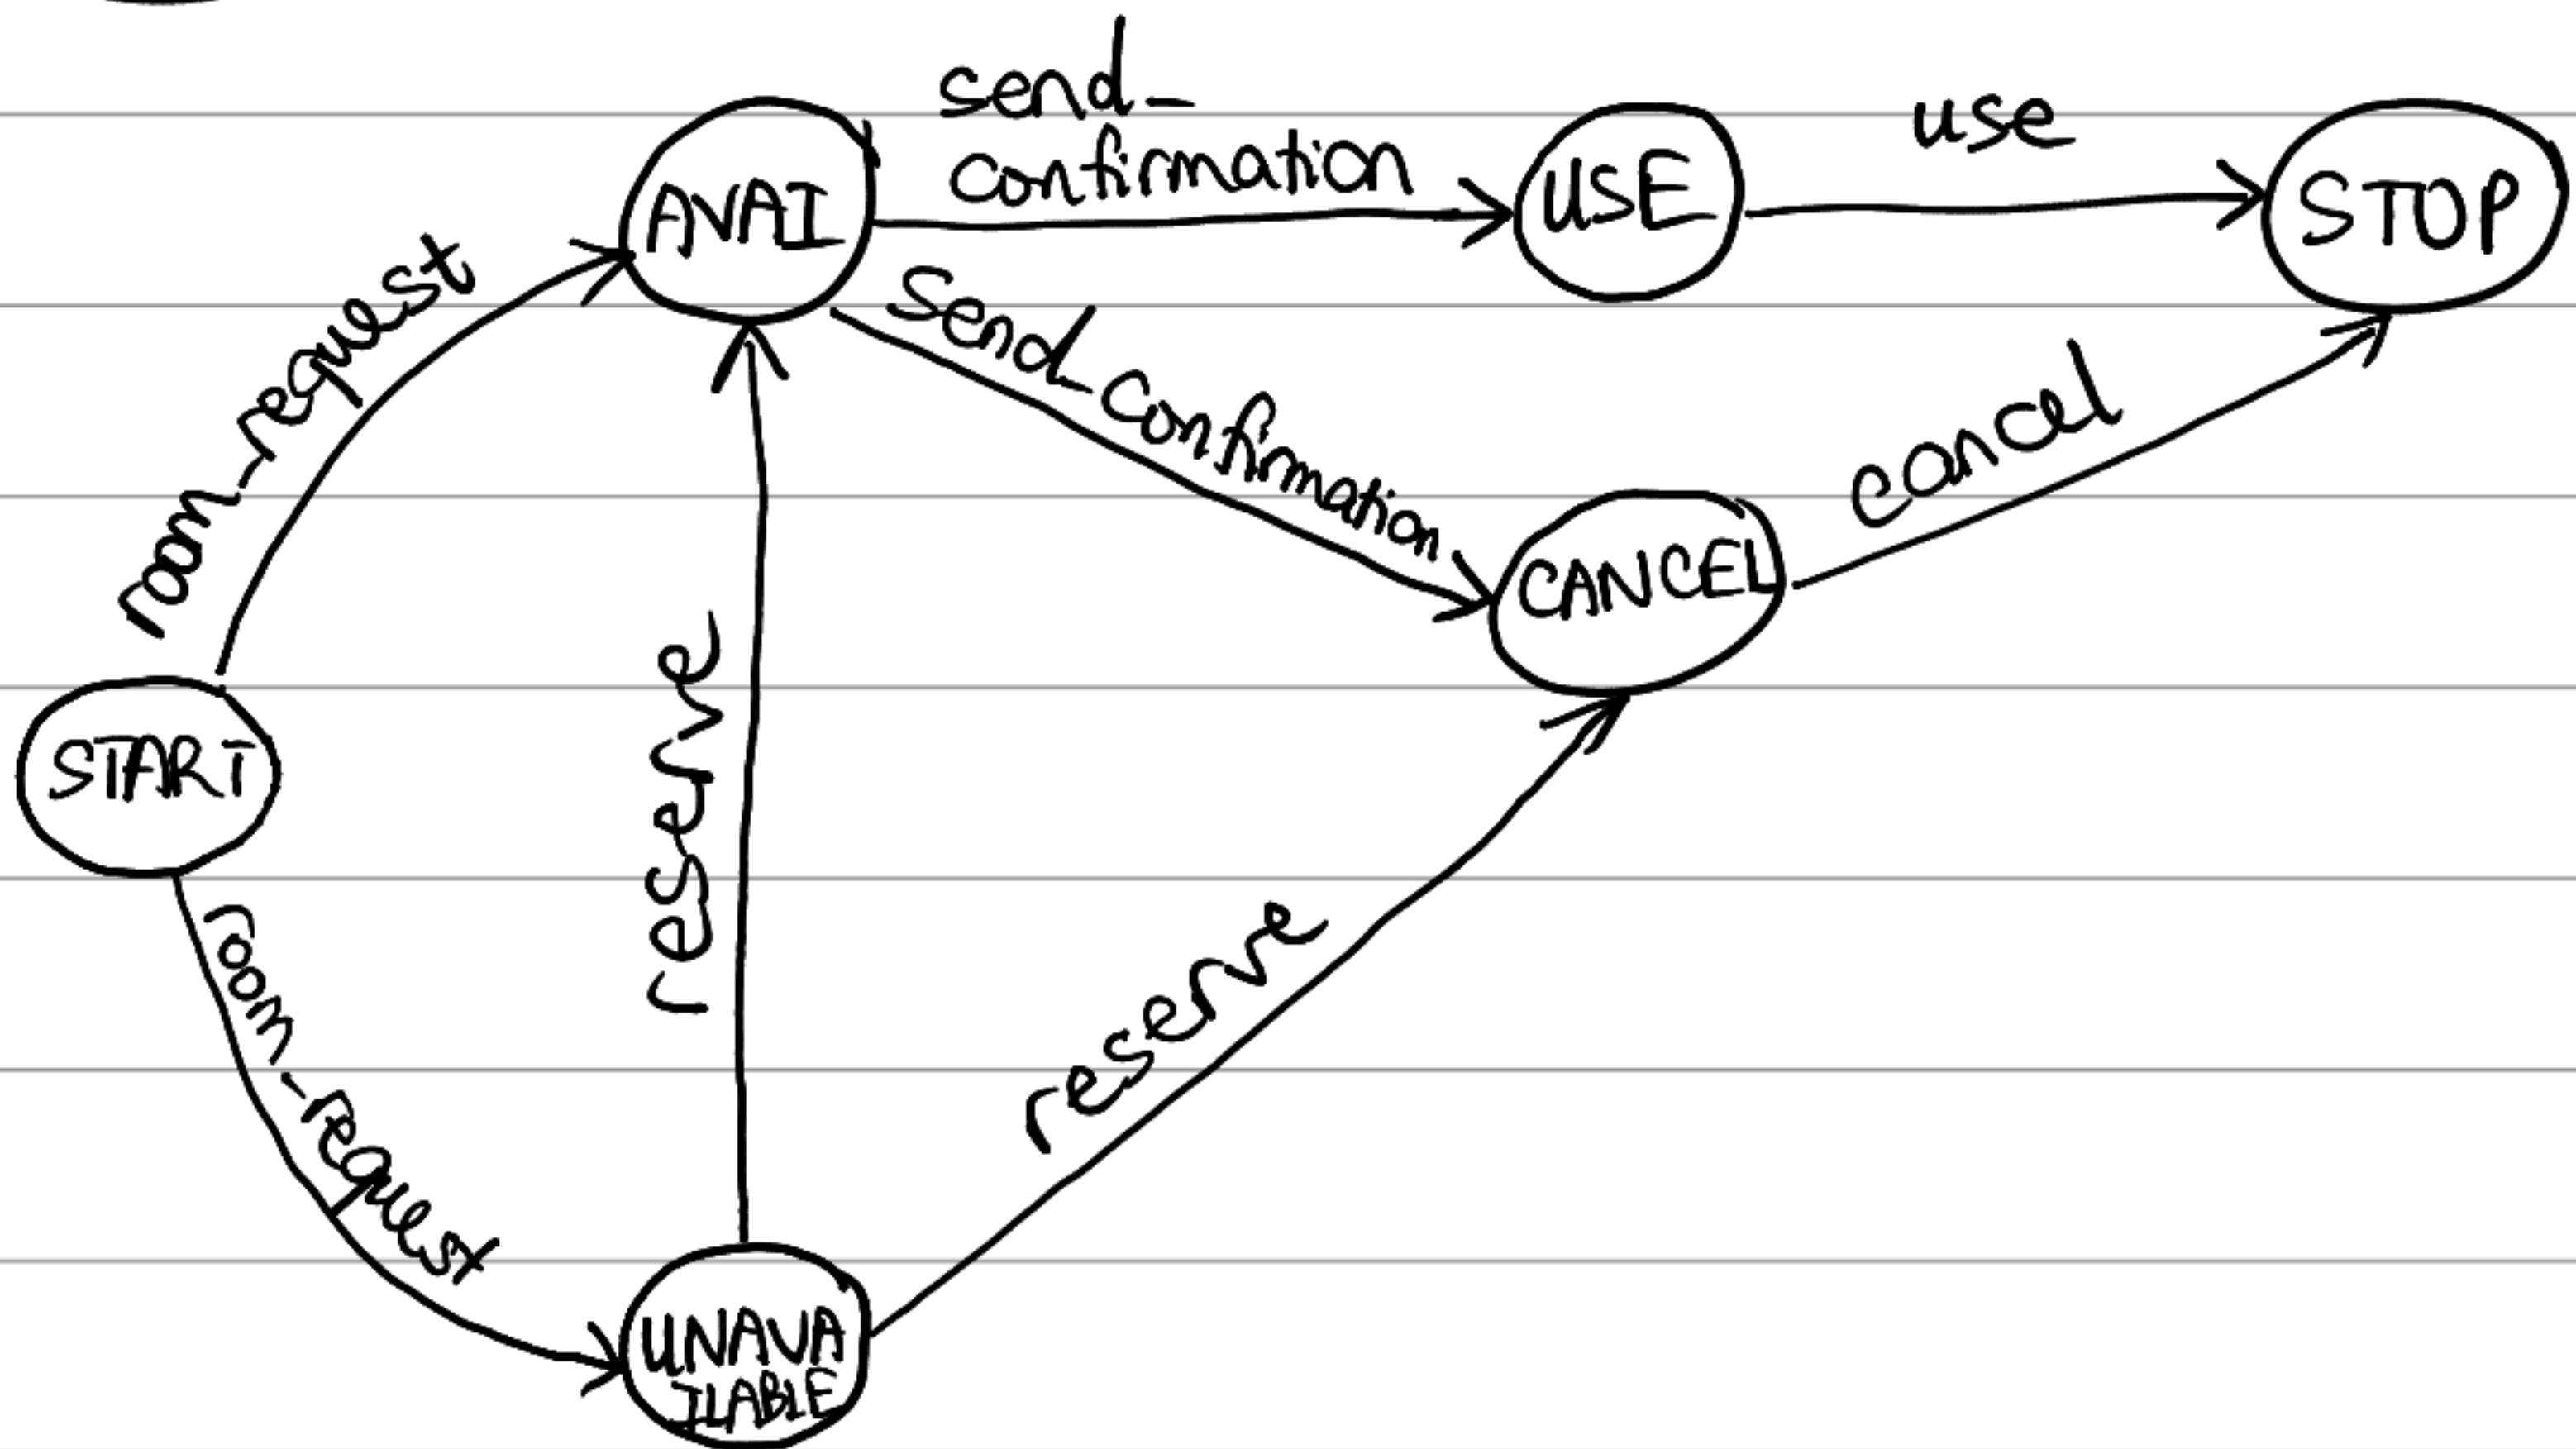 send_
confirmation
use
AVAI
USE
STOP
room_request
send_confirmation
cancel
CANCEL
reserve
START
reserve
room_request
UNAVA
ILABLE